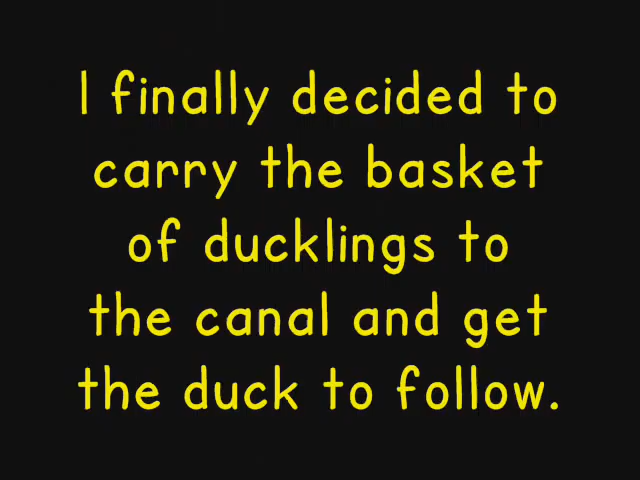 I finally decided to
carry the basket
of ducklings to
the canal and get
the duck to follow.